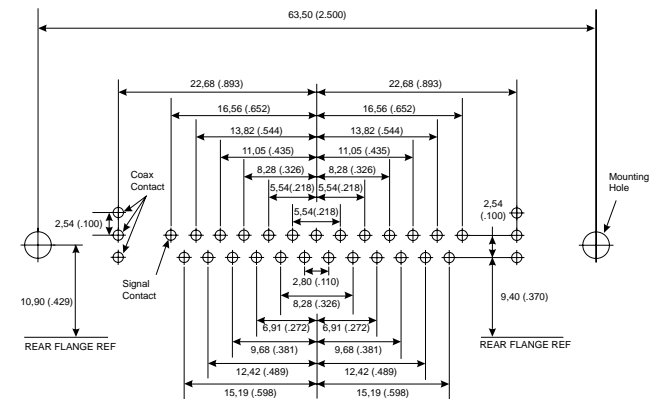 63,50 (2.500)
22,68 (.893) 22,68 (.893)
16,56 (.652) 16,56 (.652)
13,82 (.544) 13,82 (.544)
11,05 (.435) 11,05 (.435)
8,28 (.326) 8,28 (.326)
5,54(.218) 5,54(.218)
5,54(.218)
Coax
Contact
Mounting
Hole
2,54 (.100)
2,54
(.100)
Signal
Contact
2,80 (.110)
8,28 (.326)
10,90 (.429)
9,40 (.370)
6,91 (.272) 6,91 (.272)
REAR FLANGE REF
REAR FLANGE REF
9,68 (.381) 9,68 (.381)
12,42 (.489) 12,42 (.489)
15,19 (.598) 15,19 (.598)